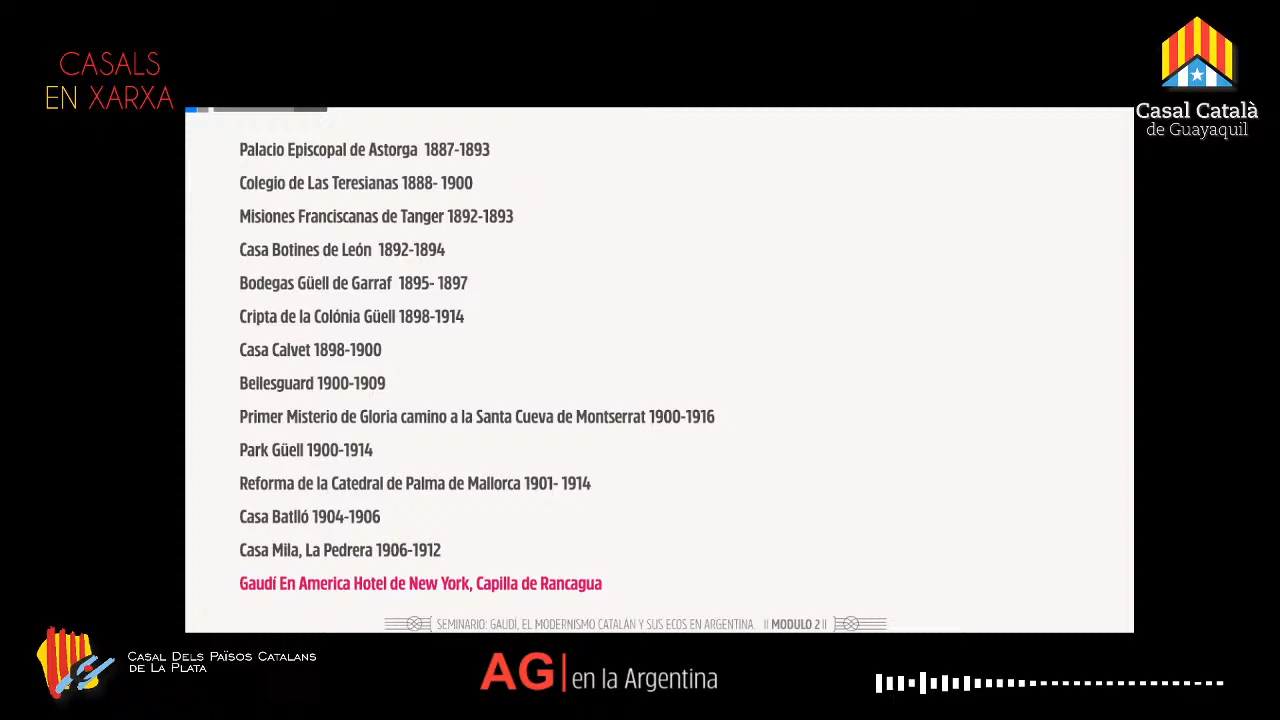 CASALS
EN XARXA
Casal Català
de Guayaquil
Palacio Episcopal de Astorga 1887-1893
Colegio de Las Teresianas 1888- 1900
Misiones Franciscanas de Tanger 1892-1893
Casa Botines de León 1892-1894
Bodegas Güell de Garraf 1895- 1897
Cripta de la Colónia Güell 1898-1914
Casa Calvet 1898-1900
Bellesguard 1900-1909
Primer Misterio de Gloria camino a la Santa Cueva de Montserrat 1900-1916
Park Güell 1900-1914
Reforma de la Catedral de Palma de Mallorca 1901- 1914
Casa Batlló 1904-1906
Casa Mila, La Pedrera 1906-1912
Gaudí En America Hotel de New York, Capilla de Rancagua
SEMINARIO: GAUDI, EL MODERNISMO CATALAN Y SUS ECOS EN ARGENTINA. II MODULO 2 II
CASAL DELS PAÏSOS CATALANS
DE LA PLATA
AG| en la Argentina